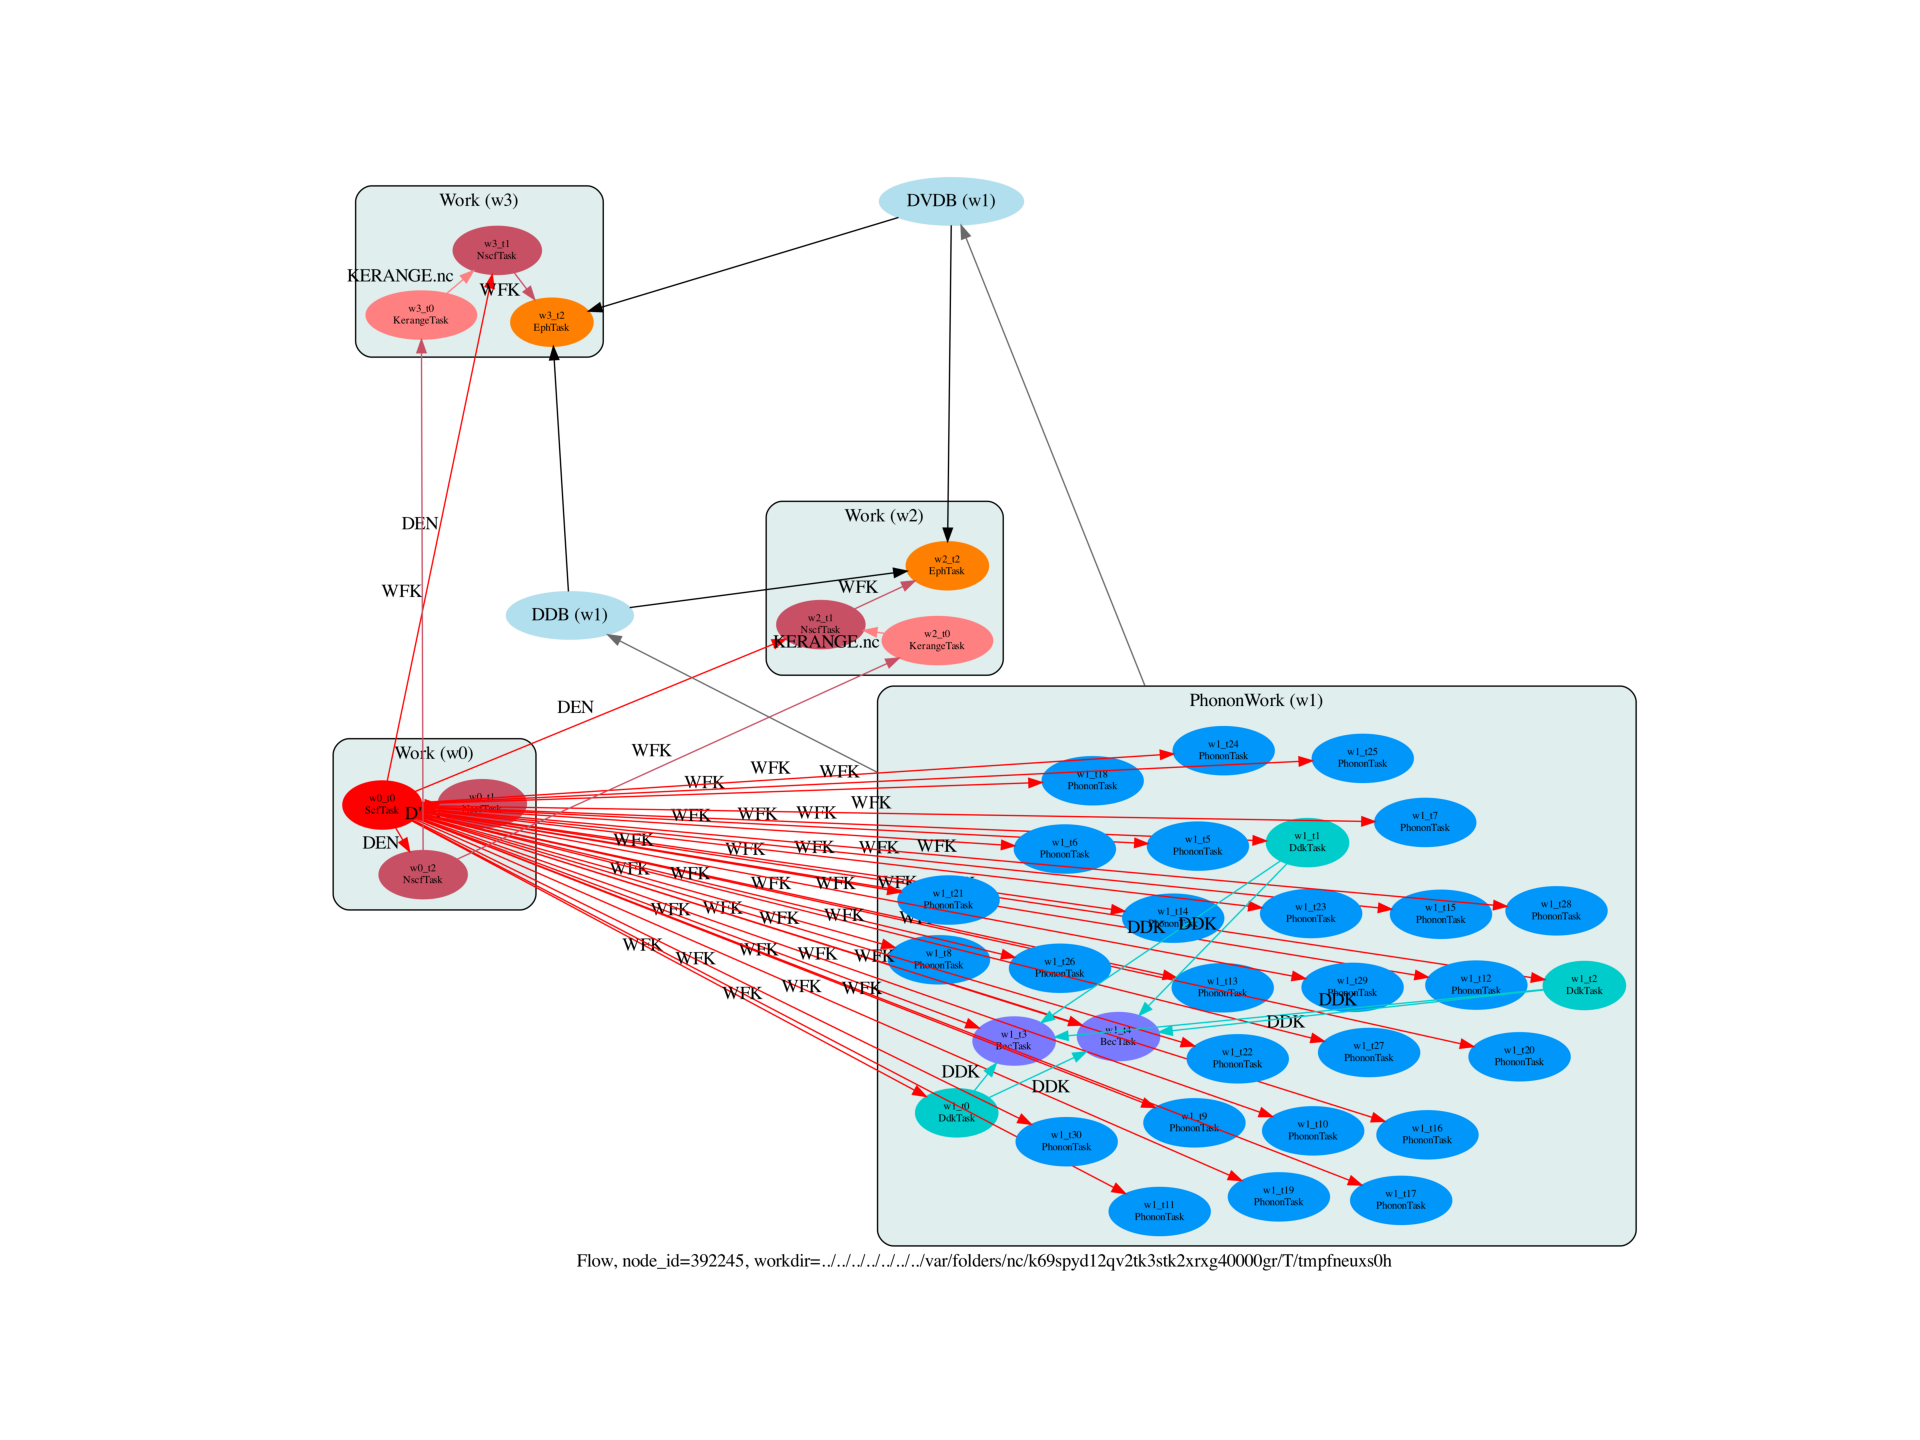 Work (w3)
w3_t1
NscfTask
KERANGE.nc
WFK
w3_t0
KerangeTask
w3_t2
EphTask
DVDB (w1)
DEN
WFK
Work (w2)
w2_t2
EphTask
WFK
w2_t1
NscfTask
KERANGE.nc
w2_t0
KerangeTask
DDB (w1)
DEN
WFK
Work (w0)
w0_t0
ScfTask
w0_t1
NscfTask
DEN
w0_t2
NscfTask
PhononWork (w1)
w1_t24
PhononTask
w1_t25
PhononTask
w1_t18
PhononTask
WFK
WFK
WFK
WFK
w1_t7
PhononTask
WFK
WFK
WFK
w1_t6
PhononTask
w1_t5
PhononTask
w1_t1
DdkTask
WFK
WFK
WFK
WFK
WFK
WFK
WFK
WFK
WFK
WFK
w1_t21
PhononTask
w1_t14
PhononTask
w1_t23
PhononTask
w1_t15
PhononTask
w1_t28
PhononTask
WFK
WFK
WFK
WFK
DDK
DDK
WFK
WFK
WFK
WFK
WFK
w1_t8
PhononTask
w1_t26
PhononTask
w1_t13
PhononTask
w1_t29
PhononTask
w1_t12
PhononTask
w1_t2
DdkTask
WFK
WFK
WFK
DDK
DDK
w1_t3
BecTask
w1_t4
BecTask
w1_t22
PhononTask
w1_t27
PhononTask
w1_t20
PhononTask
DDK
DDK
w1_t0
DdkTask
w1_t30
PhononTask
w1_t9
PhononTask
w1_t10
PhononTask
w1_t16
PhononTask
w1_t11
PhononTask
w1_t19
PhononTask
w1_t17
PhononTask
Flow, node_id=392245, workdir=../../../../../../../var/folders/nc/k69spyd12qv2tk3stk2xrxg40000gr/T/tmpfneuxs0h